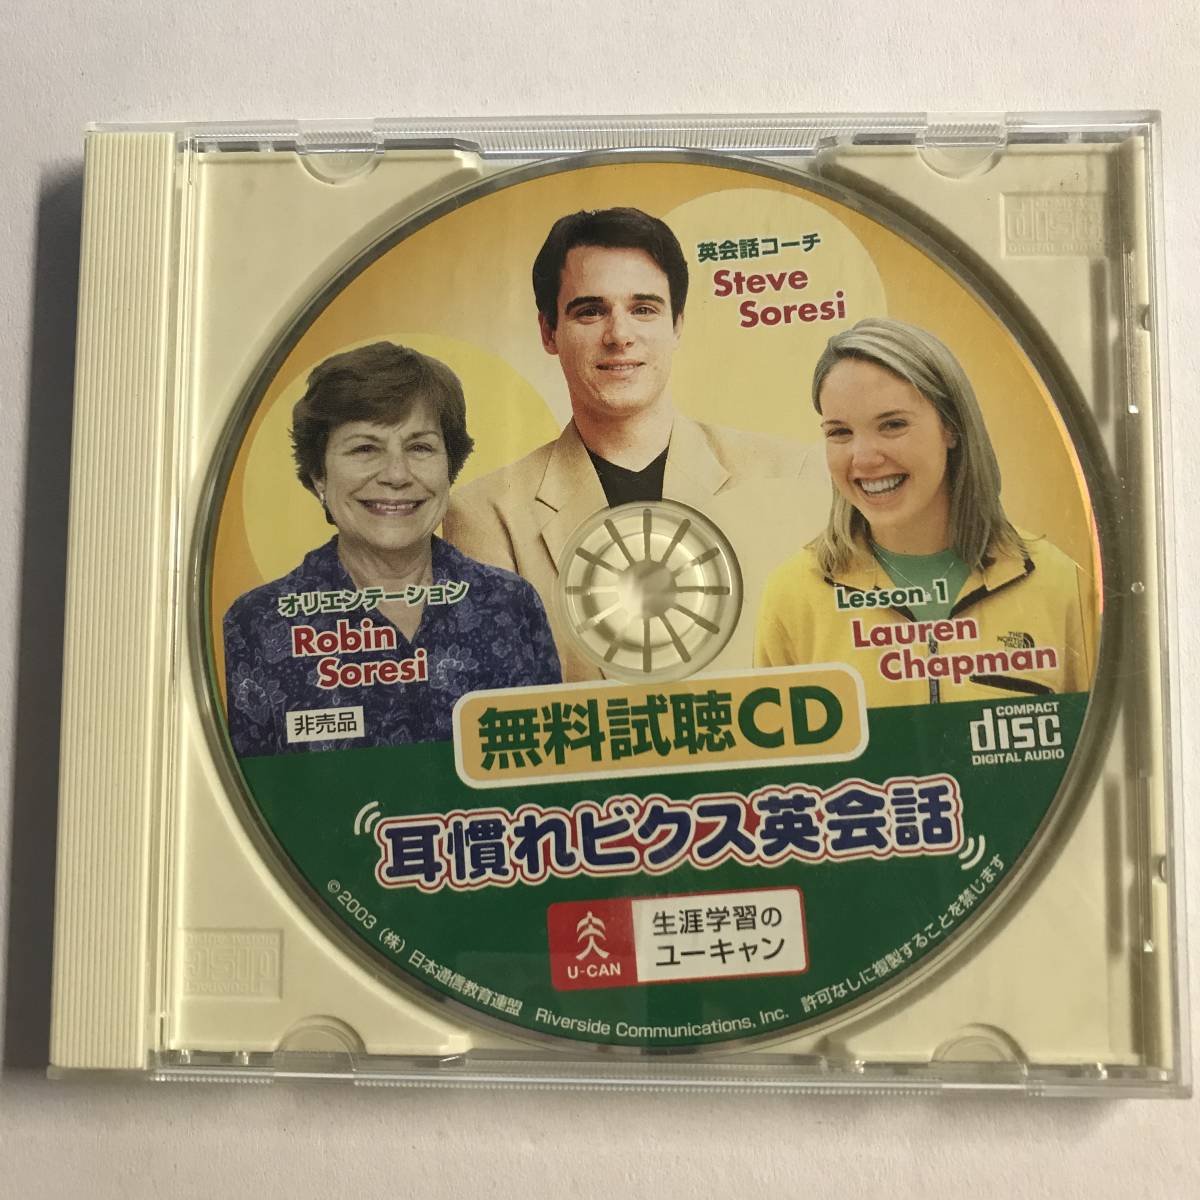 英会話コーチ
Steve
Soresi
オリエンテーション
Robin
Soresi
Lesson 1
Lauren
Chapman
THE
NORTH
FACE
非売品
無料試聴CD
COMPACT
disc
DIGITAL AUDIO
耳慣れビクス英会話
U-CAN
生涯学習の
ユーキャン
©2003（株）日本通信教育連盟 Riverside Communications, Inc. 許可なしに複製することを禁じます